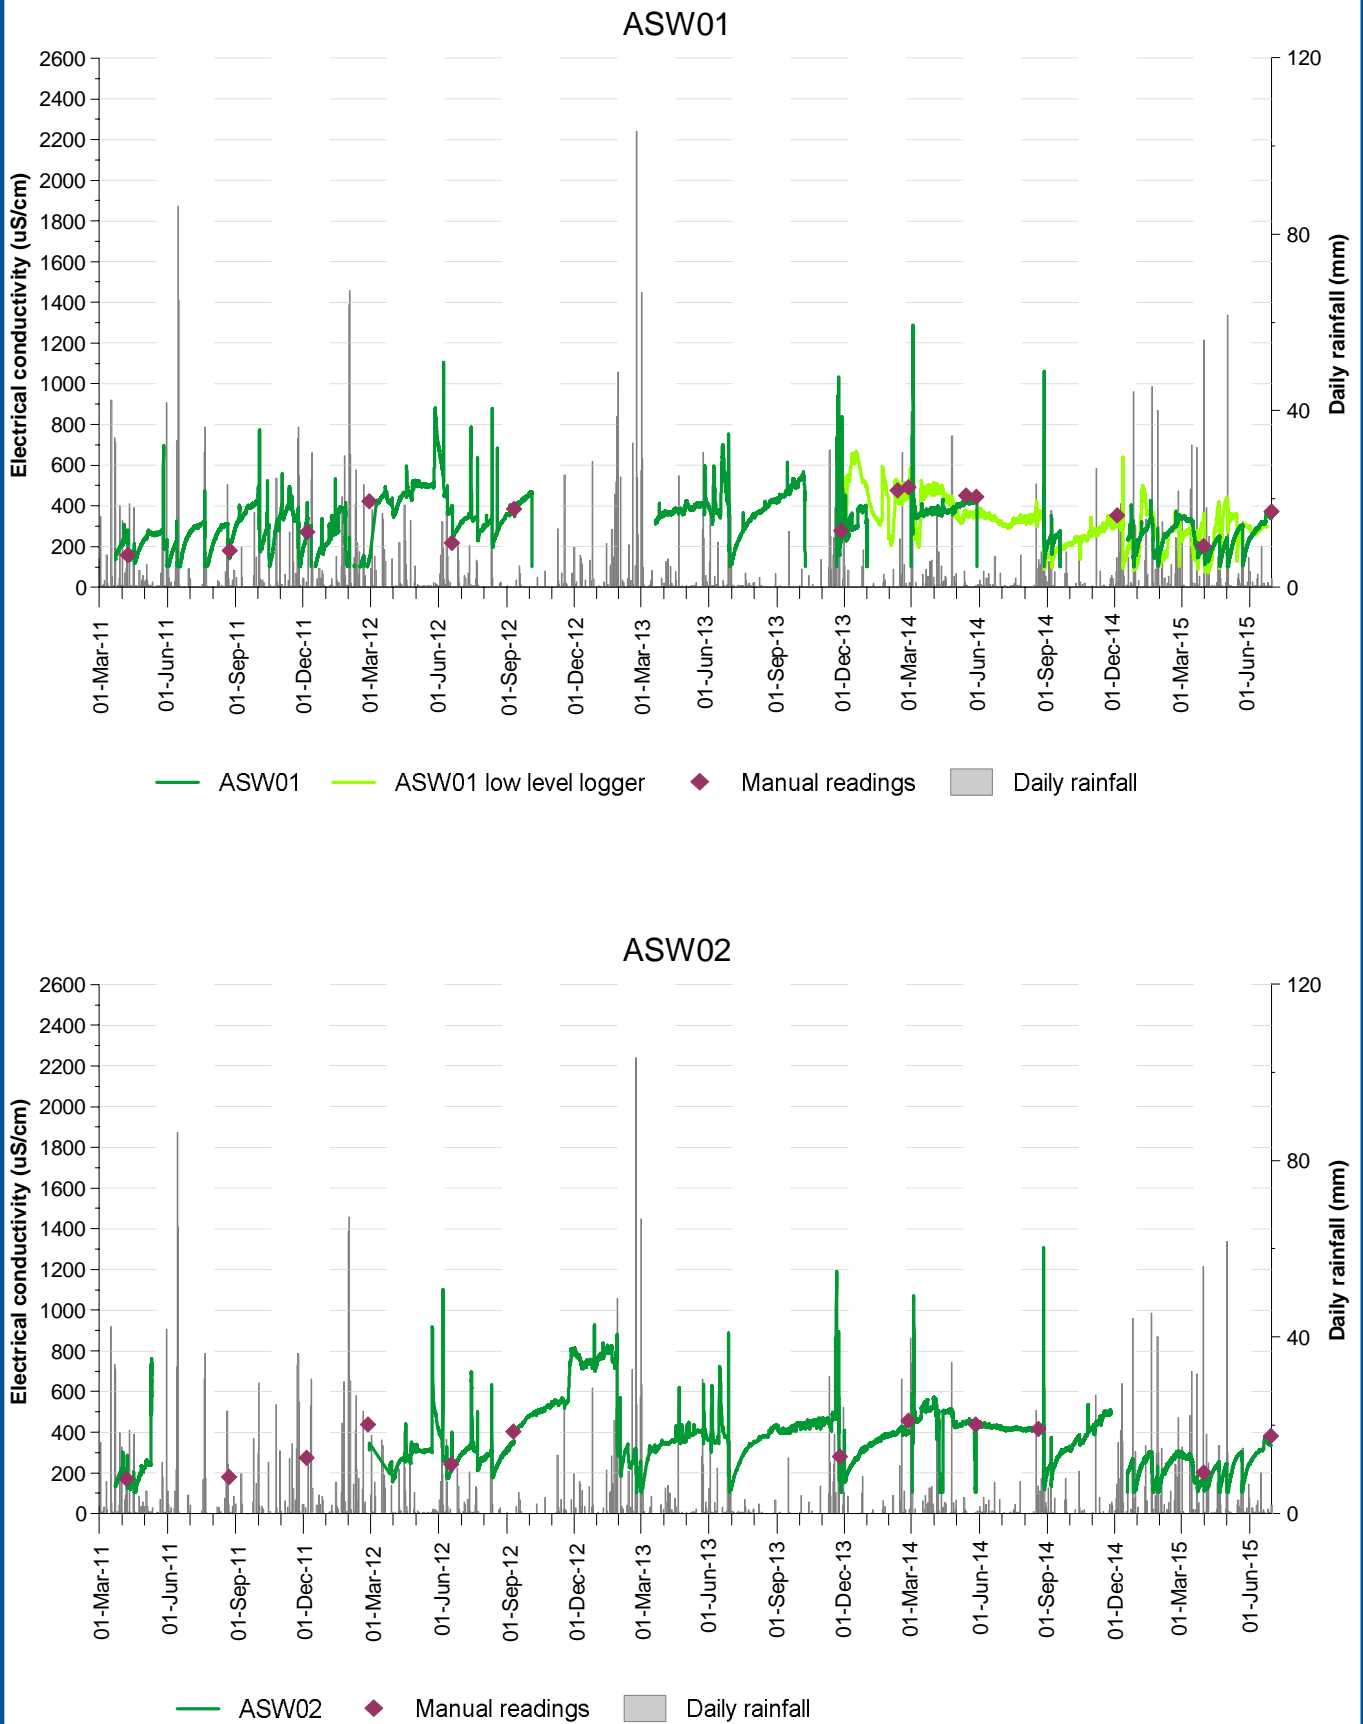 ASW01
Electrical conductivity (uS/cm)
2600
2400
2200
2000
1800
1600
1400
1200
1000
800
600
400
200
0
120
80
40
0
Daily rainfall (mm)
01-Mar-11
01-Jun-11
01-Sep-11
01-Dec-11
01-Mar-12
01-Jun-12
01-Sep-12
01-Dec-12
01-Mar-13
01-Jun-13
01-Sep-13
01-Dec-13
01-Mar-14
01-Jun-14
01-Sep-14
01-Dec-14
01-Mar-15
01-Jun-15
ASW01 ASW01 low level logger Manual readings Daily rainfall
ASW02
Electrical conductivity (uS/cm)
2600
2400
2200
2000
1800
1600
1400
1200
1000
800
600
400
200
0
120
80
40
0
Daily rainfall (mm)
01-Mar-11
01-Jun-11
01-Sep-11
01-Dec-11
01-Mar-12
01-Jun-12
01-Sep-12
01-Dec-12
01-Mar-13
01-Jun-13
01-Sep-13
01-Dec-13
01-Mar-14
01-Jun-14
01-Sep-14
01-Dec-14
01-Mar-15
01-Jun-15
ASW02 Manual readings Daily rainfall